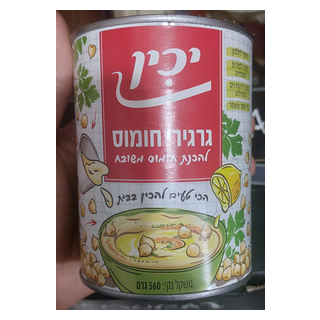 יכין
גרגירי חומוס
להכנת חומוס משובח
הכי טעים להכין בבית
משקל נקי: 560 גרם